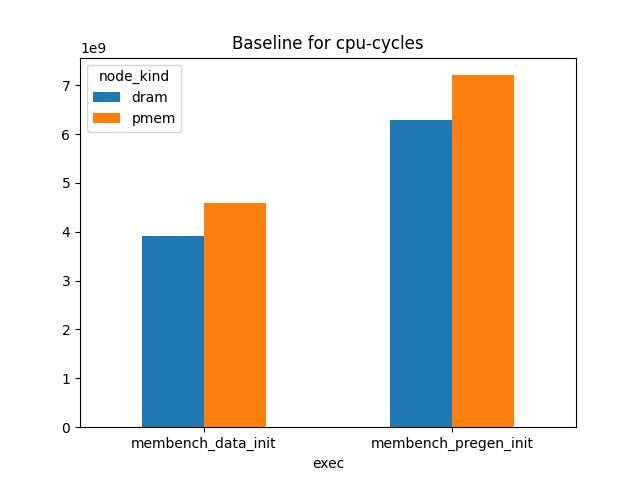 Baseline for cpu-cycles
1e9
node_kind
dram
pmem
7
6
5
4
3
2
1
0
membench_data_init membench_pregen_init
exec